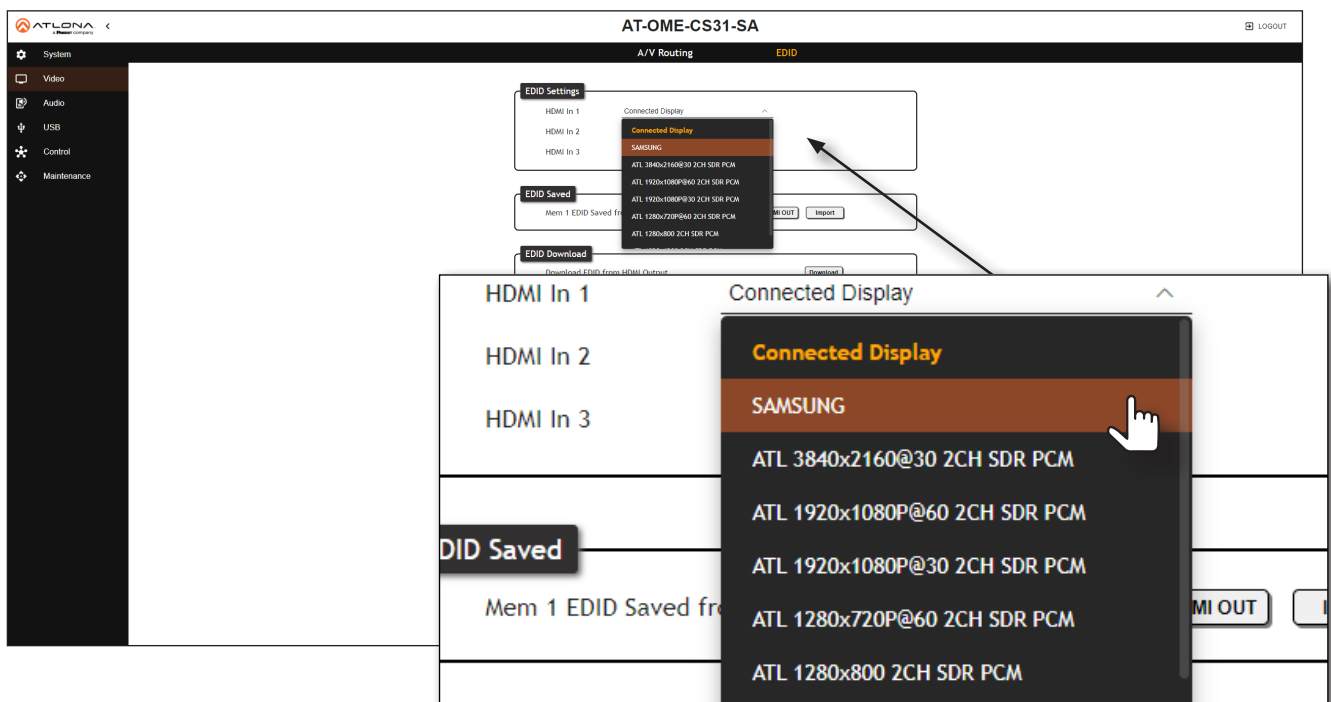 ATLONA
a Panduit company
AT-OME-CS31-SA
LOGOUT
System
Video
Audio
USB
Control
Maintenance
A/V Routing EDID
EDID Settings
HDMI In 1 Connected Display
HDMI In 2
HDMI In 3
Connected Display
SAMSUNG
ATL 3840x2160@30 2CH SDR PCM
ATL 1920x1080P@60 2CH SDR PCM
ATL 1920x1080P@30 2CH SDR PCM
ATL 1280x720P@60 2CH SDR PCM
ATL 1280x800 2CH SDR PCM
EDID Saved
Mem 1 EDID Saved MI OUT Import
EDID Download
Download EDID from HDMI Output Download
HDMI In 1 Connected Display
HDMI In 2
HDMI In 3
Connected Display
SAMSUNG
ATL 3840x2160@30 2CH SDR PCM
ATL 1920x1080P@60 2CH SDR PCM
ATL 1920x1080P@30 2CH SDR PCM
ATL 1280x720P@60 2CH SDR PCM
ATL 1280x800 2CH SDR PCM
DID Saved
Mem 1 EDID Saved MI OUT